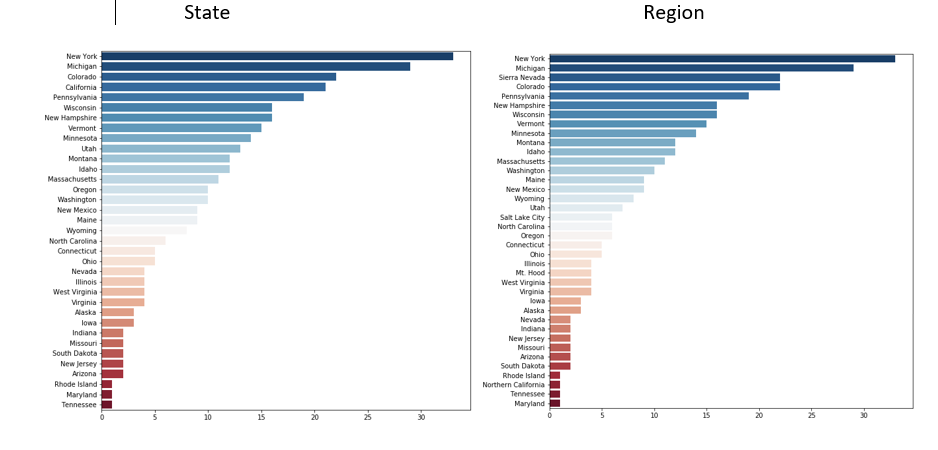 State
Region
New York
Michigan
Colorado
California
Pennsylvania
Wisconsin
New Hampshire
Vermont
Minnesota
Utah
Montana
Idaho
Massachusetts
Oregon
Washington
New Mexico
Maine
Wyoming
North Carolina
Connecticut
Ohio
Nevada
Illinois
West Virginia
Virginia
Alaska
Iowa
Indiana
Missouri
South Dakota
New Jersey
Arizona
Rhode Island
Maryland
Tennessee
0 5 10 15 20 25 30
New York
Michigan
Sierra Nevada
Colorado
Pennsylvania
New Hampshire
Wisconsin
Vermont
Minnesota
Montana
Idaho
Massachusetts
Washington
Maine
New Mexico
Wyoming
Utah
Salt Lake City
North Carolina
Oregon
Connecticut
Ohio
Illinois
Mt. Hood
West Virginia
Virginia
Iowa
Alaska
Nevada
Indiana
New Jersey
Missouri
Arizona
South Dakota
Rhode Island
Northern California
Tennessee
Maryland
0 5 10 15 20 25 30